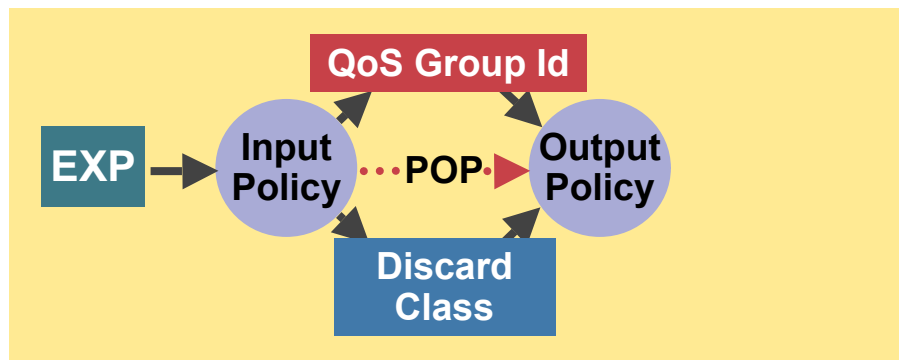 QoS Group Id
EXP
Input
Policy
POP
Output
Policy
Discard
Class